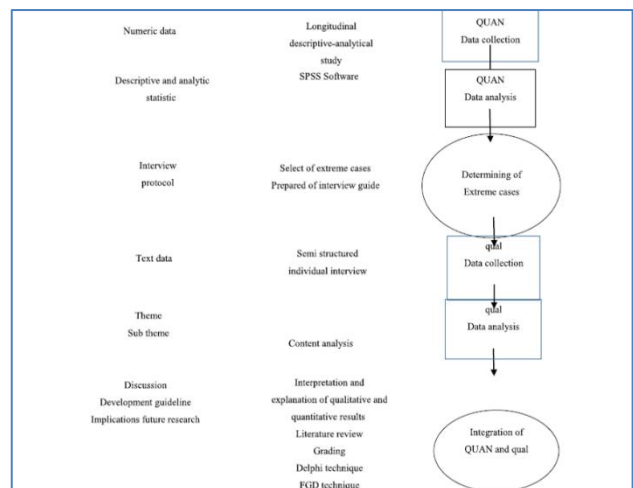 Numeric data
Longitudinal
descriptive-analytical
study
QUAN
Data collection
Descriptive and analytic
statistic
SPSS Software
QUAN
Data analysis
Interview
protocol
Select of extreme cases
Prepared of interview guide
Determining of
Extreme cases
Text data
Semi structured
individual interview
qual
Data collection
Theme
Sub theme
Content analysis
qual
Data analysis
Discussion
Development guideline
Implications future research
Interpretation and
explanation of qualitative and
quantitative results
Literature review
Grading
Delphi technique
FGD technique
Integration of
QUAN and qual